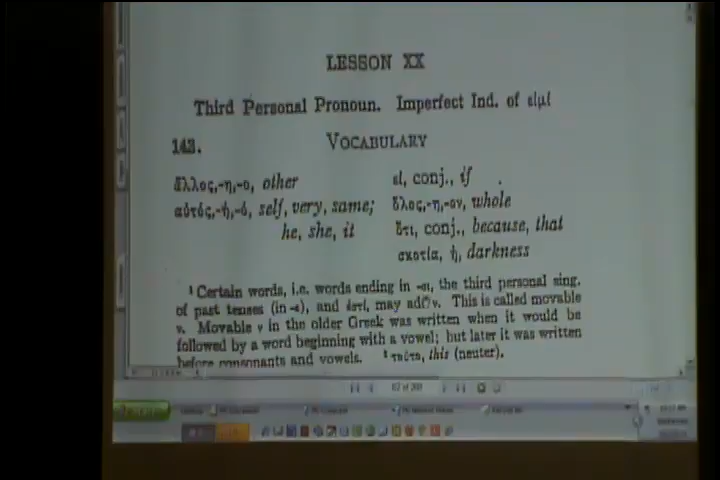 LESSON XX
Third Personal Pronoun. Imperfect Ind. of εἰμί
143. VOCABULARY
ἄλλος,-η,-ο, other
αὐτός,-ή,-ό, self, very, same;
he, she, it
εἰ, conj., if
ὅλος,-η,-ον, whole
ὅτι, conj., because, that
σκοτία, ἡ, darkness
¹ Certain words, i.e. words ending in -σι, the third personal sing.
of past tenses (in -ε), and ἐστί, may add ν. This is called movable
ν. Movable ν in the older Greek was written when it would be
followed by a word beginning with a vowel; but later it was written
before consonants and vowels. ² ταῦτα, this (neuter).